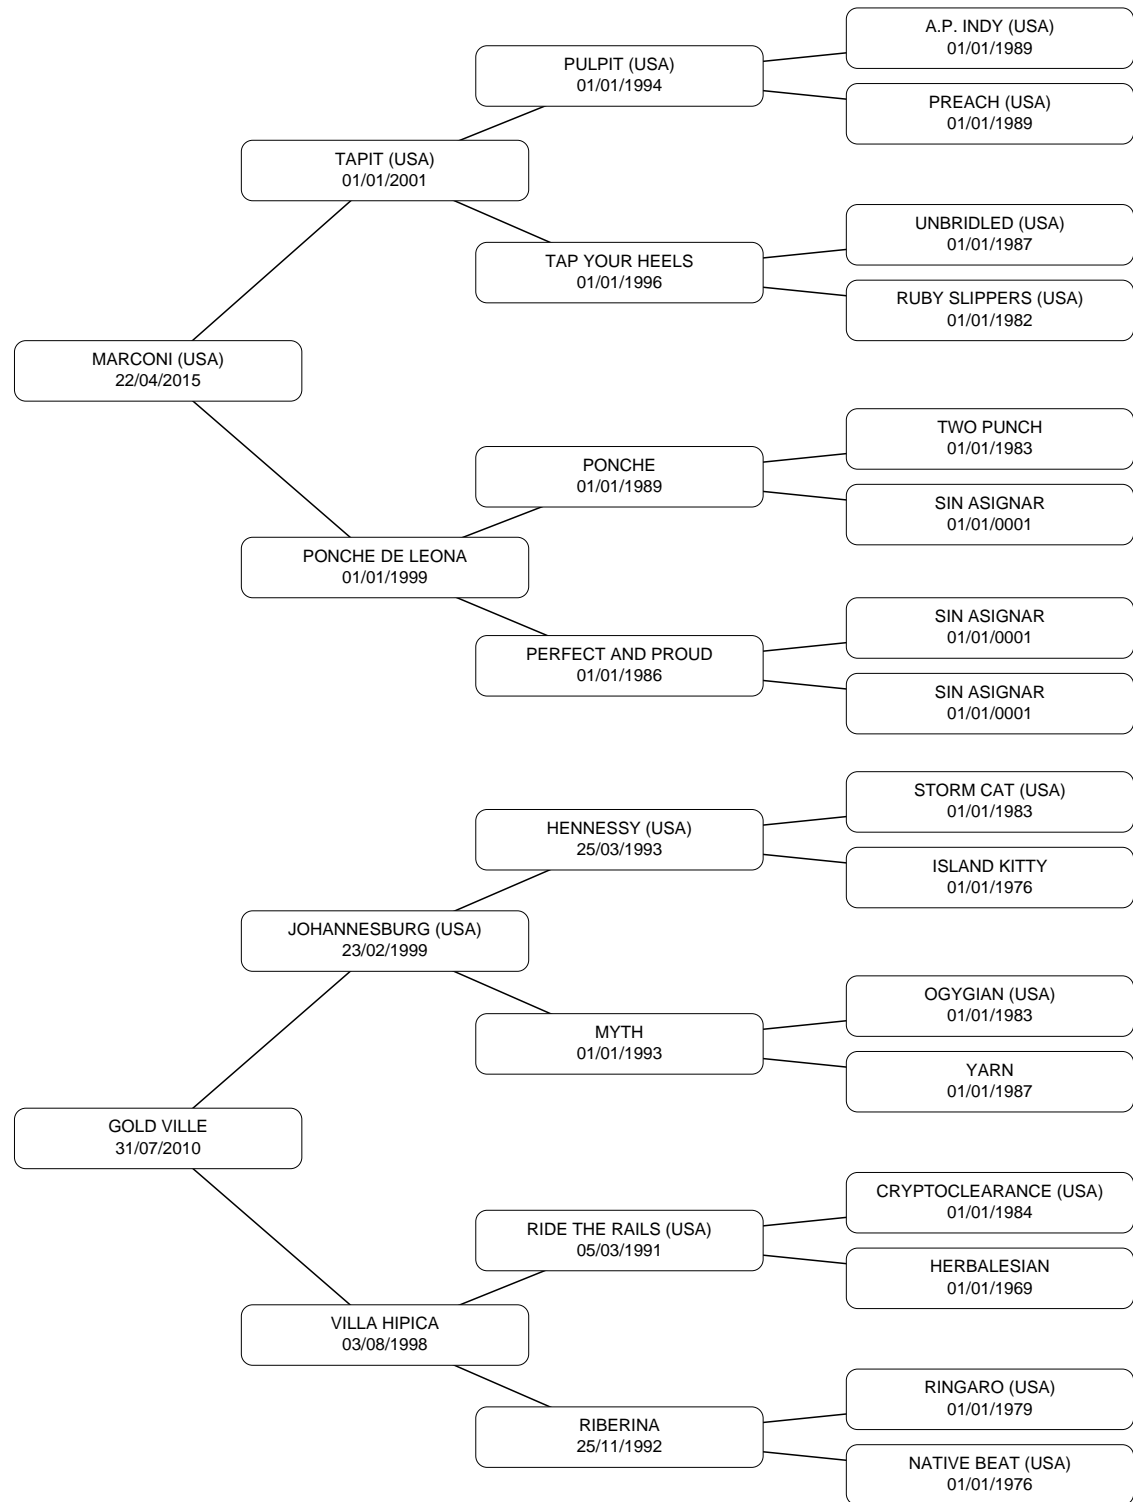 A.P. INDY (USA)
01/01/1989
PULPIT (USA)
01/01/1994
PREACH (USA)
01/01/1989
TAPIT (USA)
01/01/2001
UNBRIDLED (USA)
01/01/1987
TAP YOUR HEELS
01/01/1996
RUBY SLIPPERS (USA)
01/01/1982
MARCONI (USA)
22/04/2015
TWO PUNCH
01/01/1983
PONCHE
01/01/1989
SIN ASIGNAR
01/01/0001
PONCHE DE LEONA
01/01/1999
SIN ASIGNAR
01/01/0001
PERFECT AND PROUD
01/01/1986
SIN ASIGNAR
01/01/0001
STORM CAT (USA)
01/01/1983
HENNESSY (USA)
25/03/1993
ISLAND KITTY
01/01/1976
JOHANNESBURG (USA)
23/02/1999
OGYGIAN (USA)
01/01/1983
MYTH
01/01/1993
YARN
01/01/1987
GOLD VILLE
31/07/2010
CRYPTOCLEARANCE (USA)
01/01/1984
RIDE THE RAILS (USA)
05/03/1991
HERBALESIAN
01/01/1969
VILLA HIPICA
03/08/1998
RINGARO (USA)
01/01/1979
RIBERINA
25/11/1992
NATIVE BEAT (USA)
01/01/1976